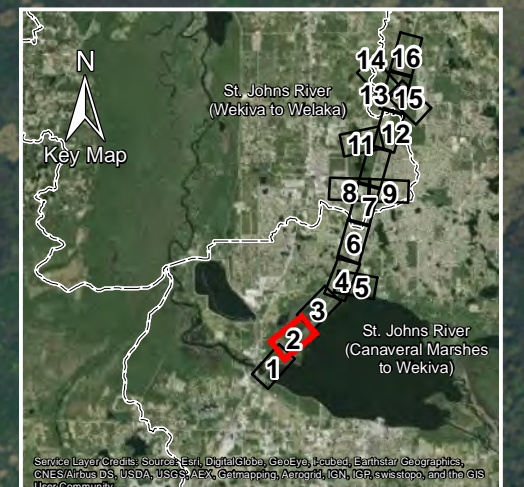 N
Key Map
St. Johns River
(Wekiva to Welaka)
14 16
13 15
12
11
8 9
7
6
4 5
3
2
1
St. Johns River
(Canaveral Marshes
to Wekiva)
Service Layer Credits: Source: Esri, DigitalGlobe, GeoEye, i-cubed, Earthstar Geographics,
CNES/Airbus DS, USDA, USGS, AEX, Getmapping, Aerogrid, IGN, IGP, swisstopo, and the GIS
User Community